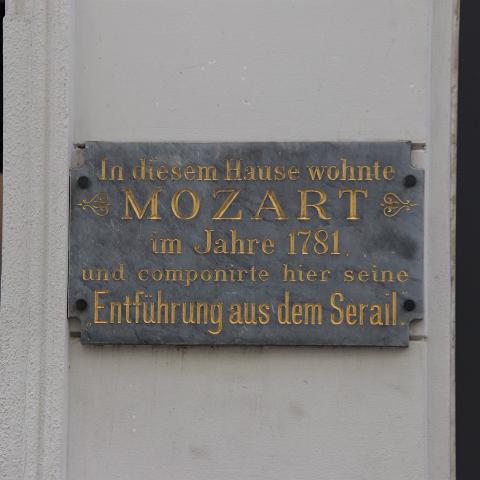 In diesem Hause wohnte
MOZART
im Jahre 1781.
und componirte hier seine
„Entführung aus dem Serail„.